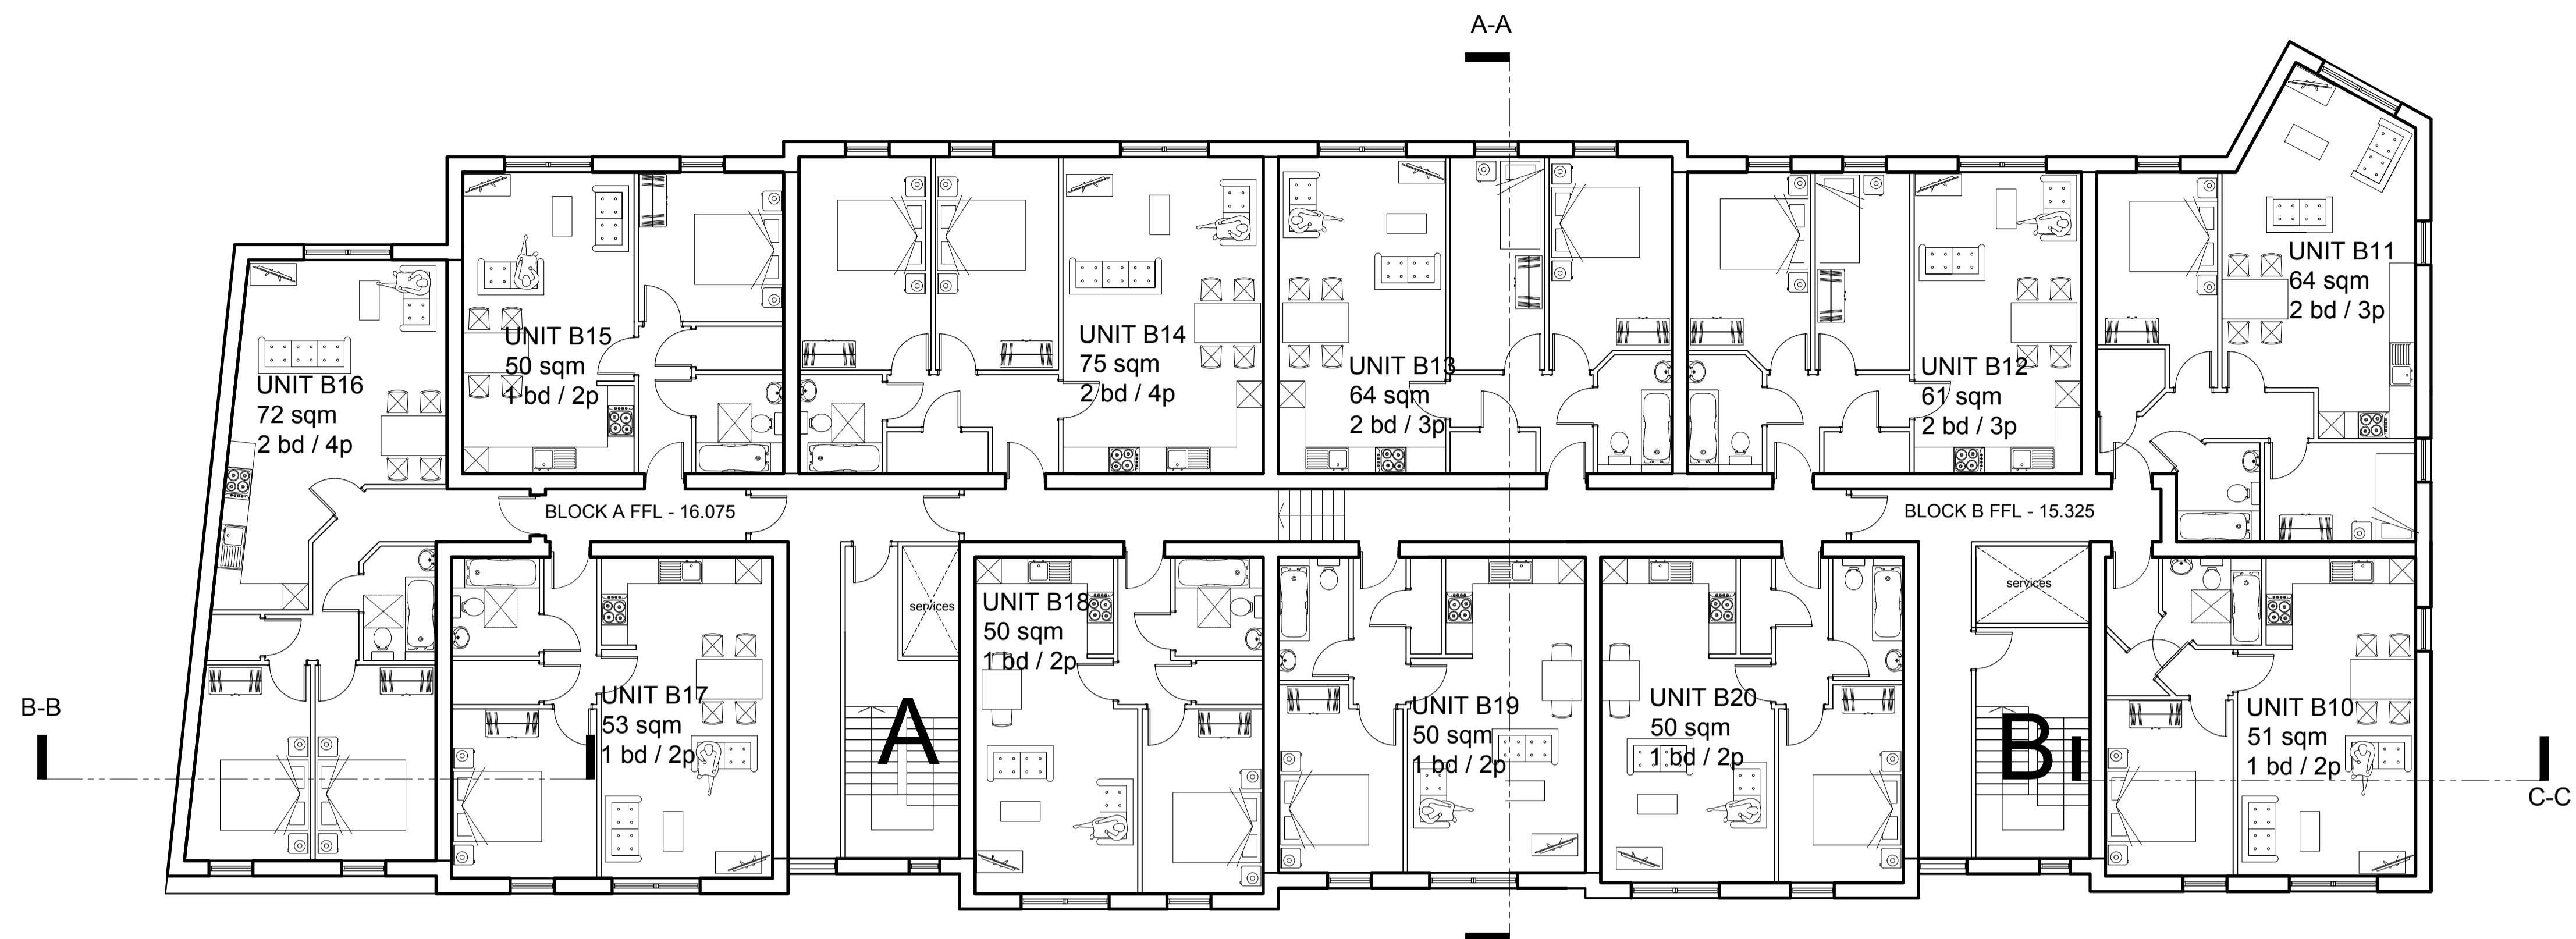 A-A
UNIT B11
64 sqm
2 bd / 3p
UNIT B15
50 sqm
1 bd / 2p
UNIT B14
75 sqm
2 bd / 4p
UNIT B13
64 sqm
2 bd / 3p
UNIT B12
61 sqm
2 bd / 3p
UNIT B16
72 sqm
2 bd / 4p
BLOCK A FFL - 16.075
BLOCK B FFL - 15.325
services
services
UNIT B18
50 sqm
1 bd / 2p
UNIT B17
53 sqm
1 bd / 2p
UNIT B19
50 sqm
1 bd / 2p
UNIT B20
50 sqm
1 bd / 2p
UNIT B10
51 sqm
1 bd / 2p
B-B
A
B
C-C